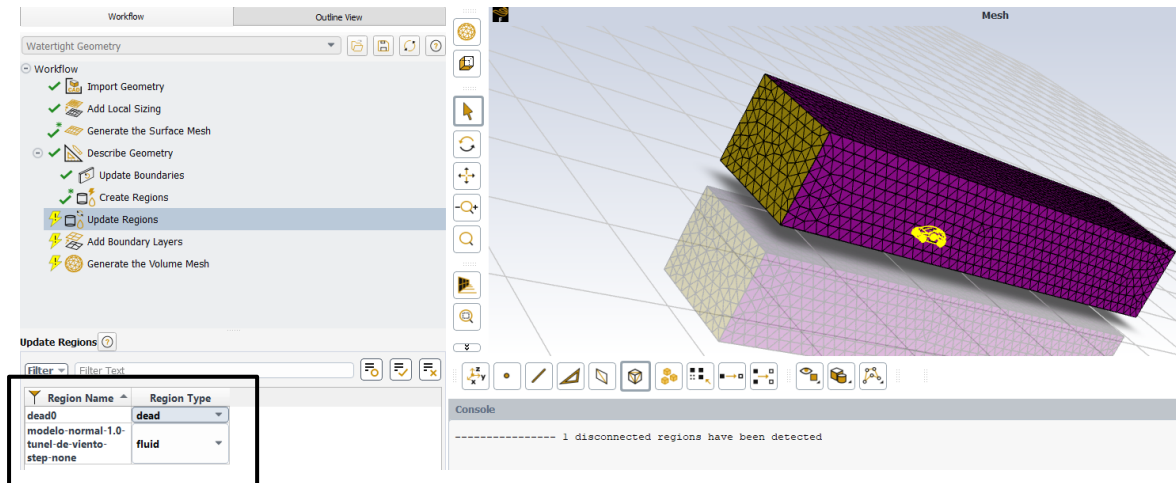 Workflow
Outline View
Mesh
Watertight Geometry
Workflow
Import Geometry
Add Local Sizing
Generate the Surface Mesh
Describe Geometry
Update Boundaries
Create Regions
Update Regions
Add Boundary Layers
Generate the Volume Mesh
Update Regions
Filter
Filter Text
Region Name
Region Type
dead0
dead
modelo-normal-1.0-
tunel-de-viento-
step-none
fluid
Console
---------------- 1 disconnected regions have been detected